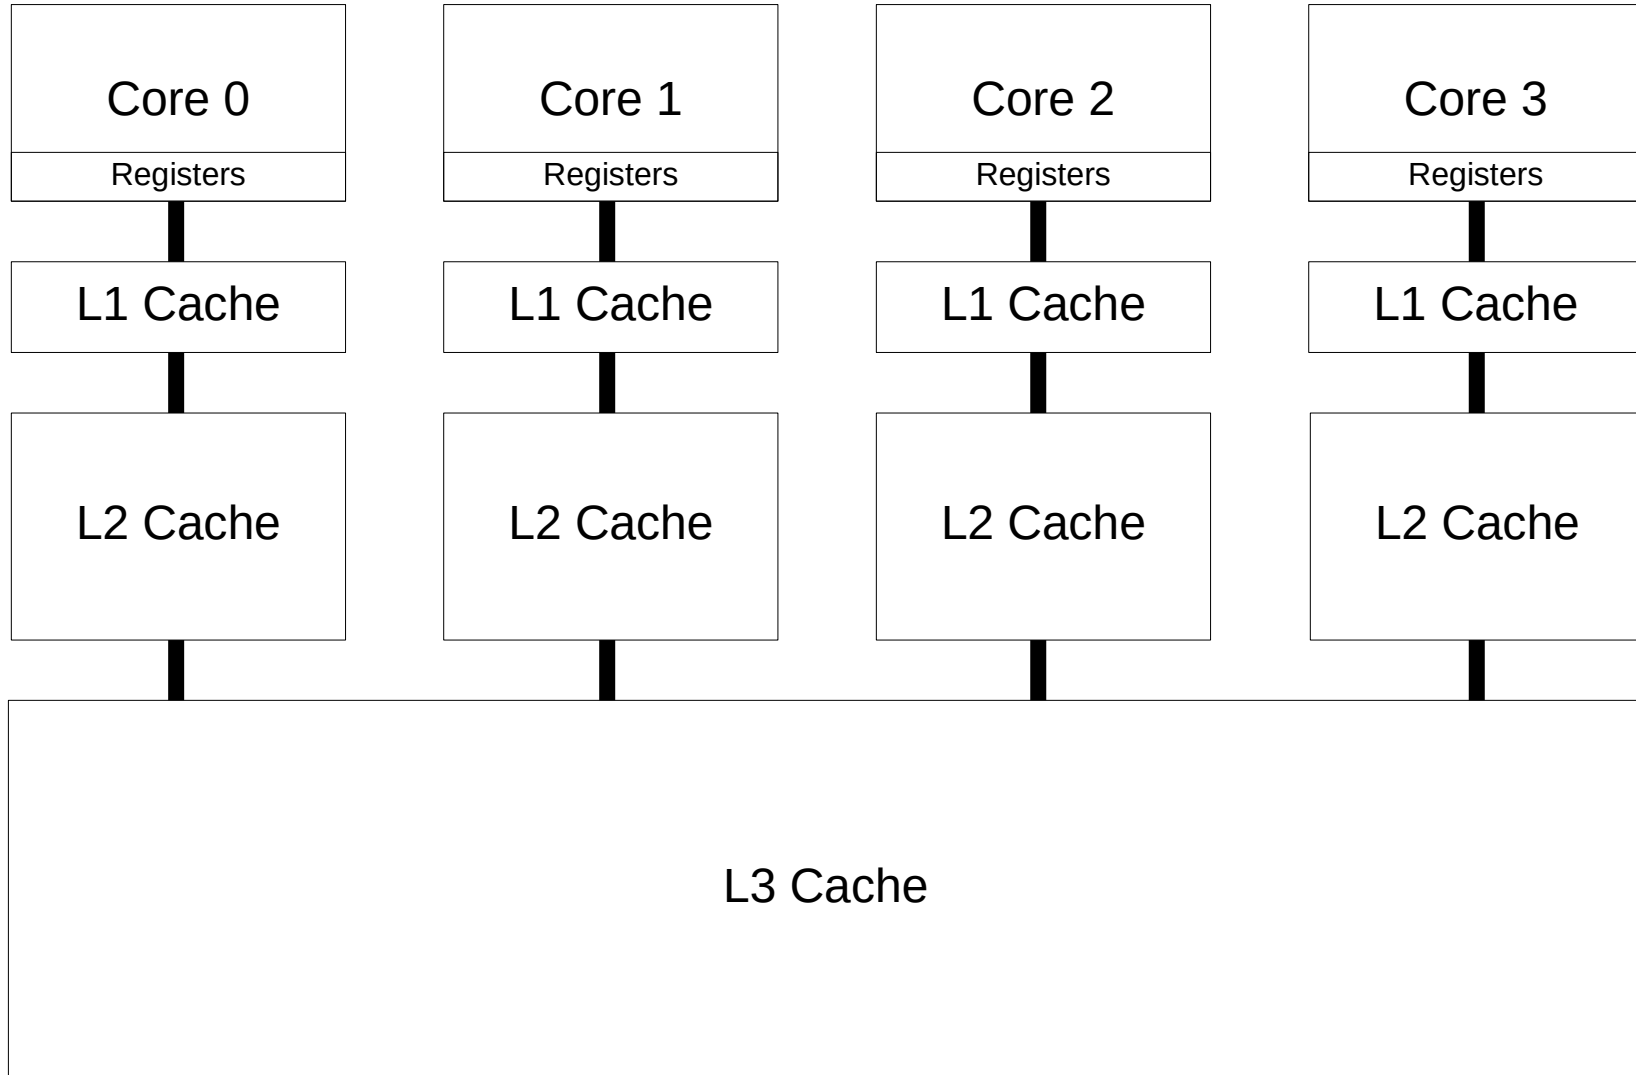 Core 0
Core 1
Core 2
Core 3
Registers
Registers
Registers
Registers
L1 Cache
L1 Cache
L1 Cache
L1 Cache
L2 Cache
L2 Cache
L2 Cache
L2 Cache
L3 Cache